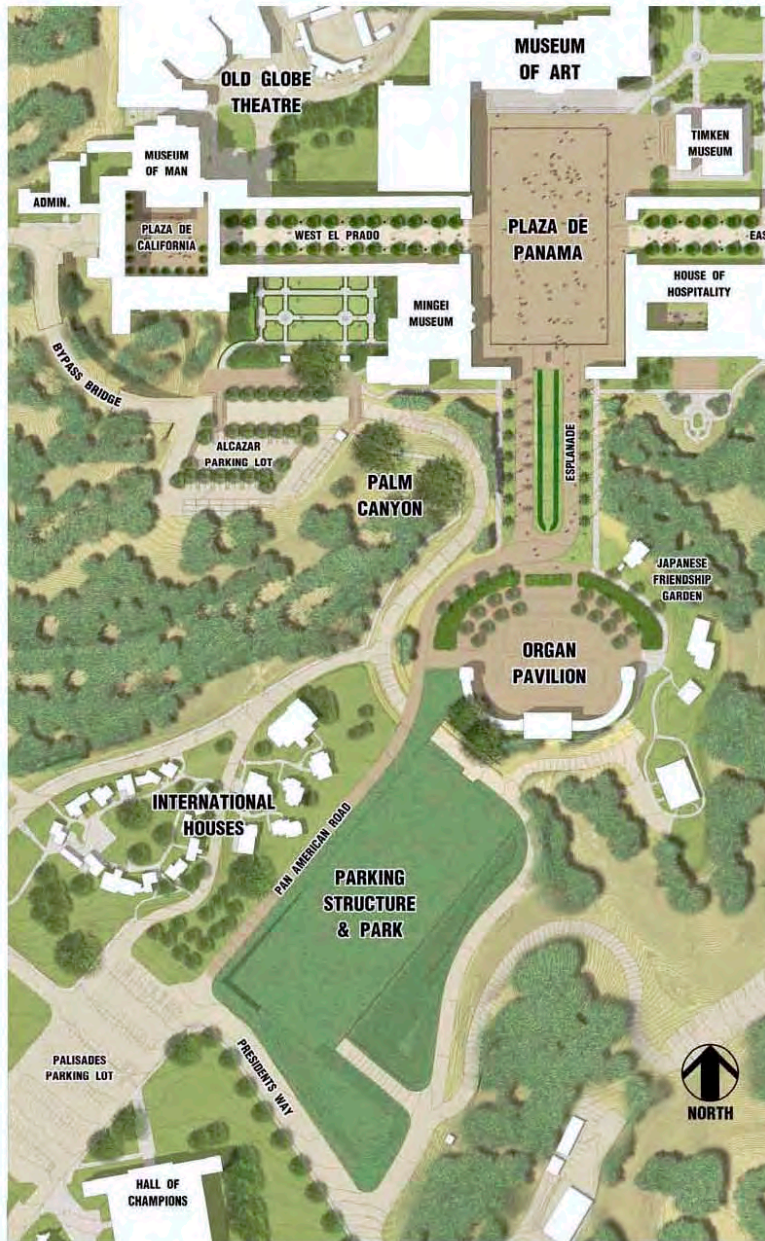 MUSEUM
OF ART
OLD GLOBE
THEATRE
TIMKEN
MUSEUM
MUSEUM
OF MAN
ADMIN.
PLAZA DE
CALIFORNIA
WEST EL PRADO
PLAZA DE
PANAMA
EAS
HOUSE OF
HOSPITALITY
MINGEI
MUSEUM
BYPASS BRIDGE
ALCAZAR
PARKING LOT
ESPLANADE
PALM
CANYON
JAPANESE
FRIENDSHIP
GARDEN
ORGAN
PAVILION
INTERNATIONAL
HOUSES
PAN AMERICAN ROAD
PARKING
STRUCTURE
& PARK
PALISADES
PARKING LOT
PRESIDENTS WAY
NORTH
HALL OF
CHAMPIONS